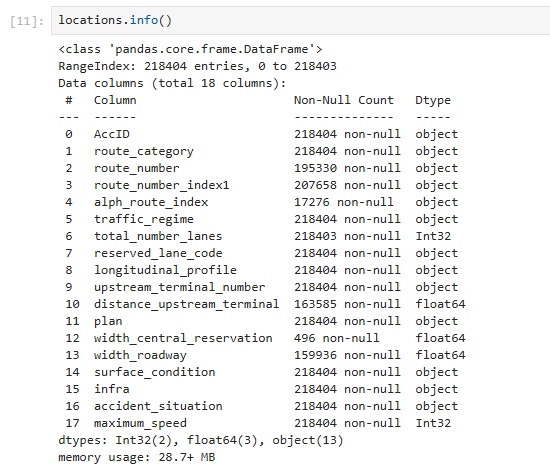 [11]: locations.info()
<class 'pandas.core.frame.DataFrame'>
RangeIndex: 218404 entries, 0 to 218403
Data columns (total 18 columns):
 #   Column                     Non-Null Count   Dtype
---  ------                     --------------   -----
 0   AccID                      218404 non-null  object
 1   route_category             218404 non-null  object
 2   route_number               195330 non-null  object
 3   route_number_index1        207658 non-null  object
 4   alph_route_index           17276 non-null   object
 5   traffic_regime             218404 non-null  object
 6   total_number_lanes         218403 non-null  Int32
 7   reserved_lane_code         218404 non-null  object
 8   longitudinal_profile       218404 non-null  object
 9   upstream_terminal_number   218404 non-null  object
 10  distance_upstream_terminal 163585 non-null  float64
 11  plan                       218404 non-null  object
 12  width_central_reservation  496 non-null     float64
 13  width_roadway              159936 non-null  float64
 14  surface_condition          218404 non-null  object
 15  infra                      218404 non-null  object
 16  accident_situation         218404 non-null  object
 17  maximum_speed              218404 non-null  Int32
dtypes: Int32(2), float64(3), object(13)
memory usage: 28.7+ MB